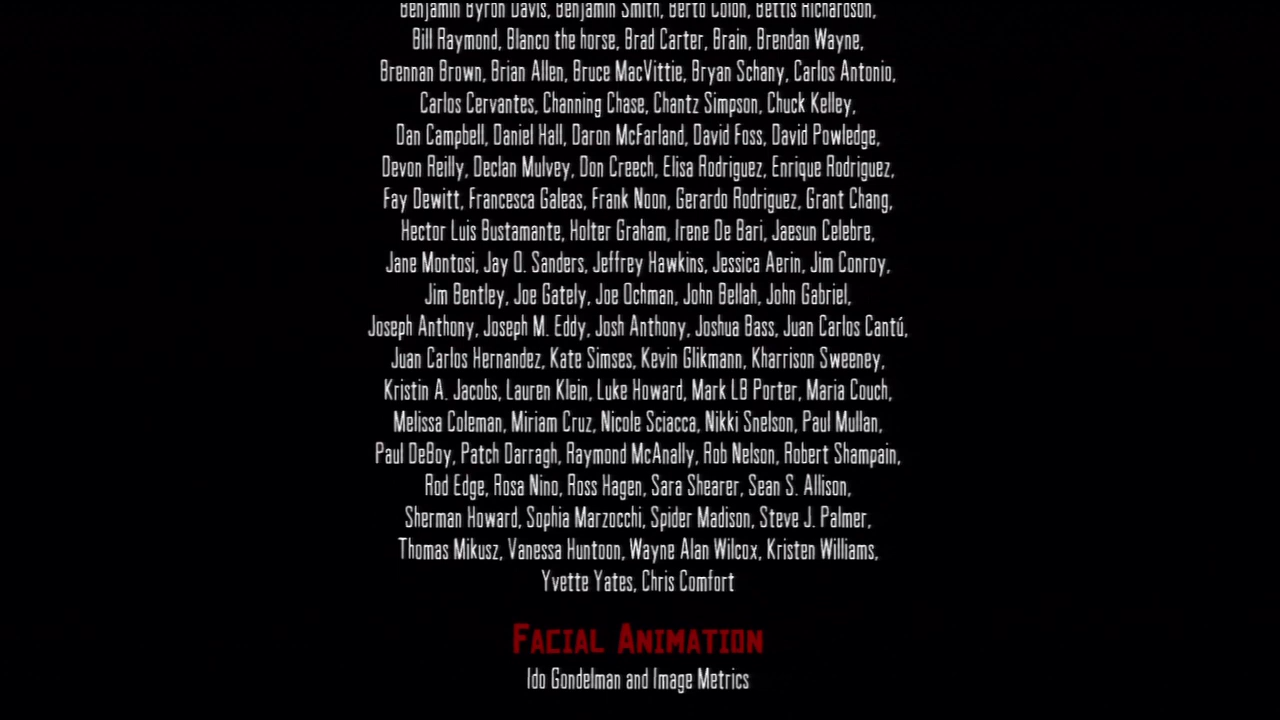 Benjamin Byron Davis, Benjamin Smith, Berto Colon, Bettis Richardson,
Bill Raymond, Blanco the horse, Brad Carter, Brain, Brendan Wayne,
Brennan Brown, Brian Allen, Bruce MacVittie, Bryan Schany, Carlos Antonio,
Carlos Cervantes, Channing Chase, Chantz Simpson, Chuck Kelley,
Dan Campbell, Daniel Hall, Daron McFarland, David Foss, David Powledge,
Devon Reilly, Declan Mulvey, Don Creech, Elisa Rodriguez, Enrique Rodriguez,
Fay Dewitt, Francesca Galeas, Frank Noon, Gerardo Rodriguez, Grant Chang,
Hector Luis Bustamante, Holter Graham, Irene De Bari, Jaesun Celebre,
Jane Montosi, Jay O. Sanders, Jeffrey Hawkins, Jessica Aerin, Jim Conroy,
Jim Bentley, Joe Gately, Joe Ochman, John Bellah, John Gabriel,
Joseph Anthony, Joseph M. Eddy, Josh Anthony, Joshua Bass, Juan Carlos Cantú,
Juan Carlos Hernandez, Kate Simses, Kevin Glikmann, Kharrison Sweeney,
Kristin A. Jacobs, Lauren Klein, Luke Howard, Mark LB Porter, Maria Couch,
Melissa Coleman, Miriam Cruz, Nicole Sciacca, Nikki Snelson, Paul Mullan,
Paul DeBoy, Patch Darragh, Raymond McAnally, Rob Nelson, Robert Shampain,
Rod Edge, Rosa Nino, Ross Hagen, Sara Shearer, Sean S. Allison,
Sherman Howard, Sophia Marzocchi, Spider Madison, Steve J. Palmer,
Thomas Mikusz, Vanessa Huntoon, Wayne Alan Wilcox, Kristen Williams,
Yvette Yates, Chris Comfort
FACIAL ANIMATION
Ido Gondelman and Image Metrics